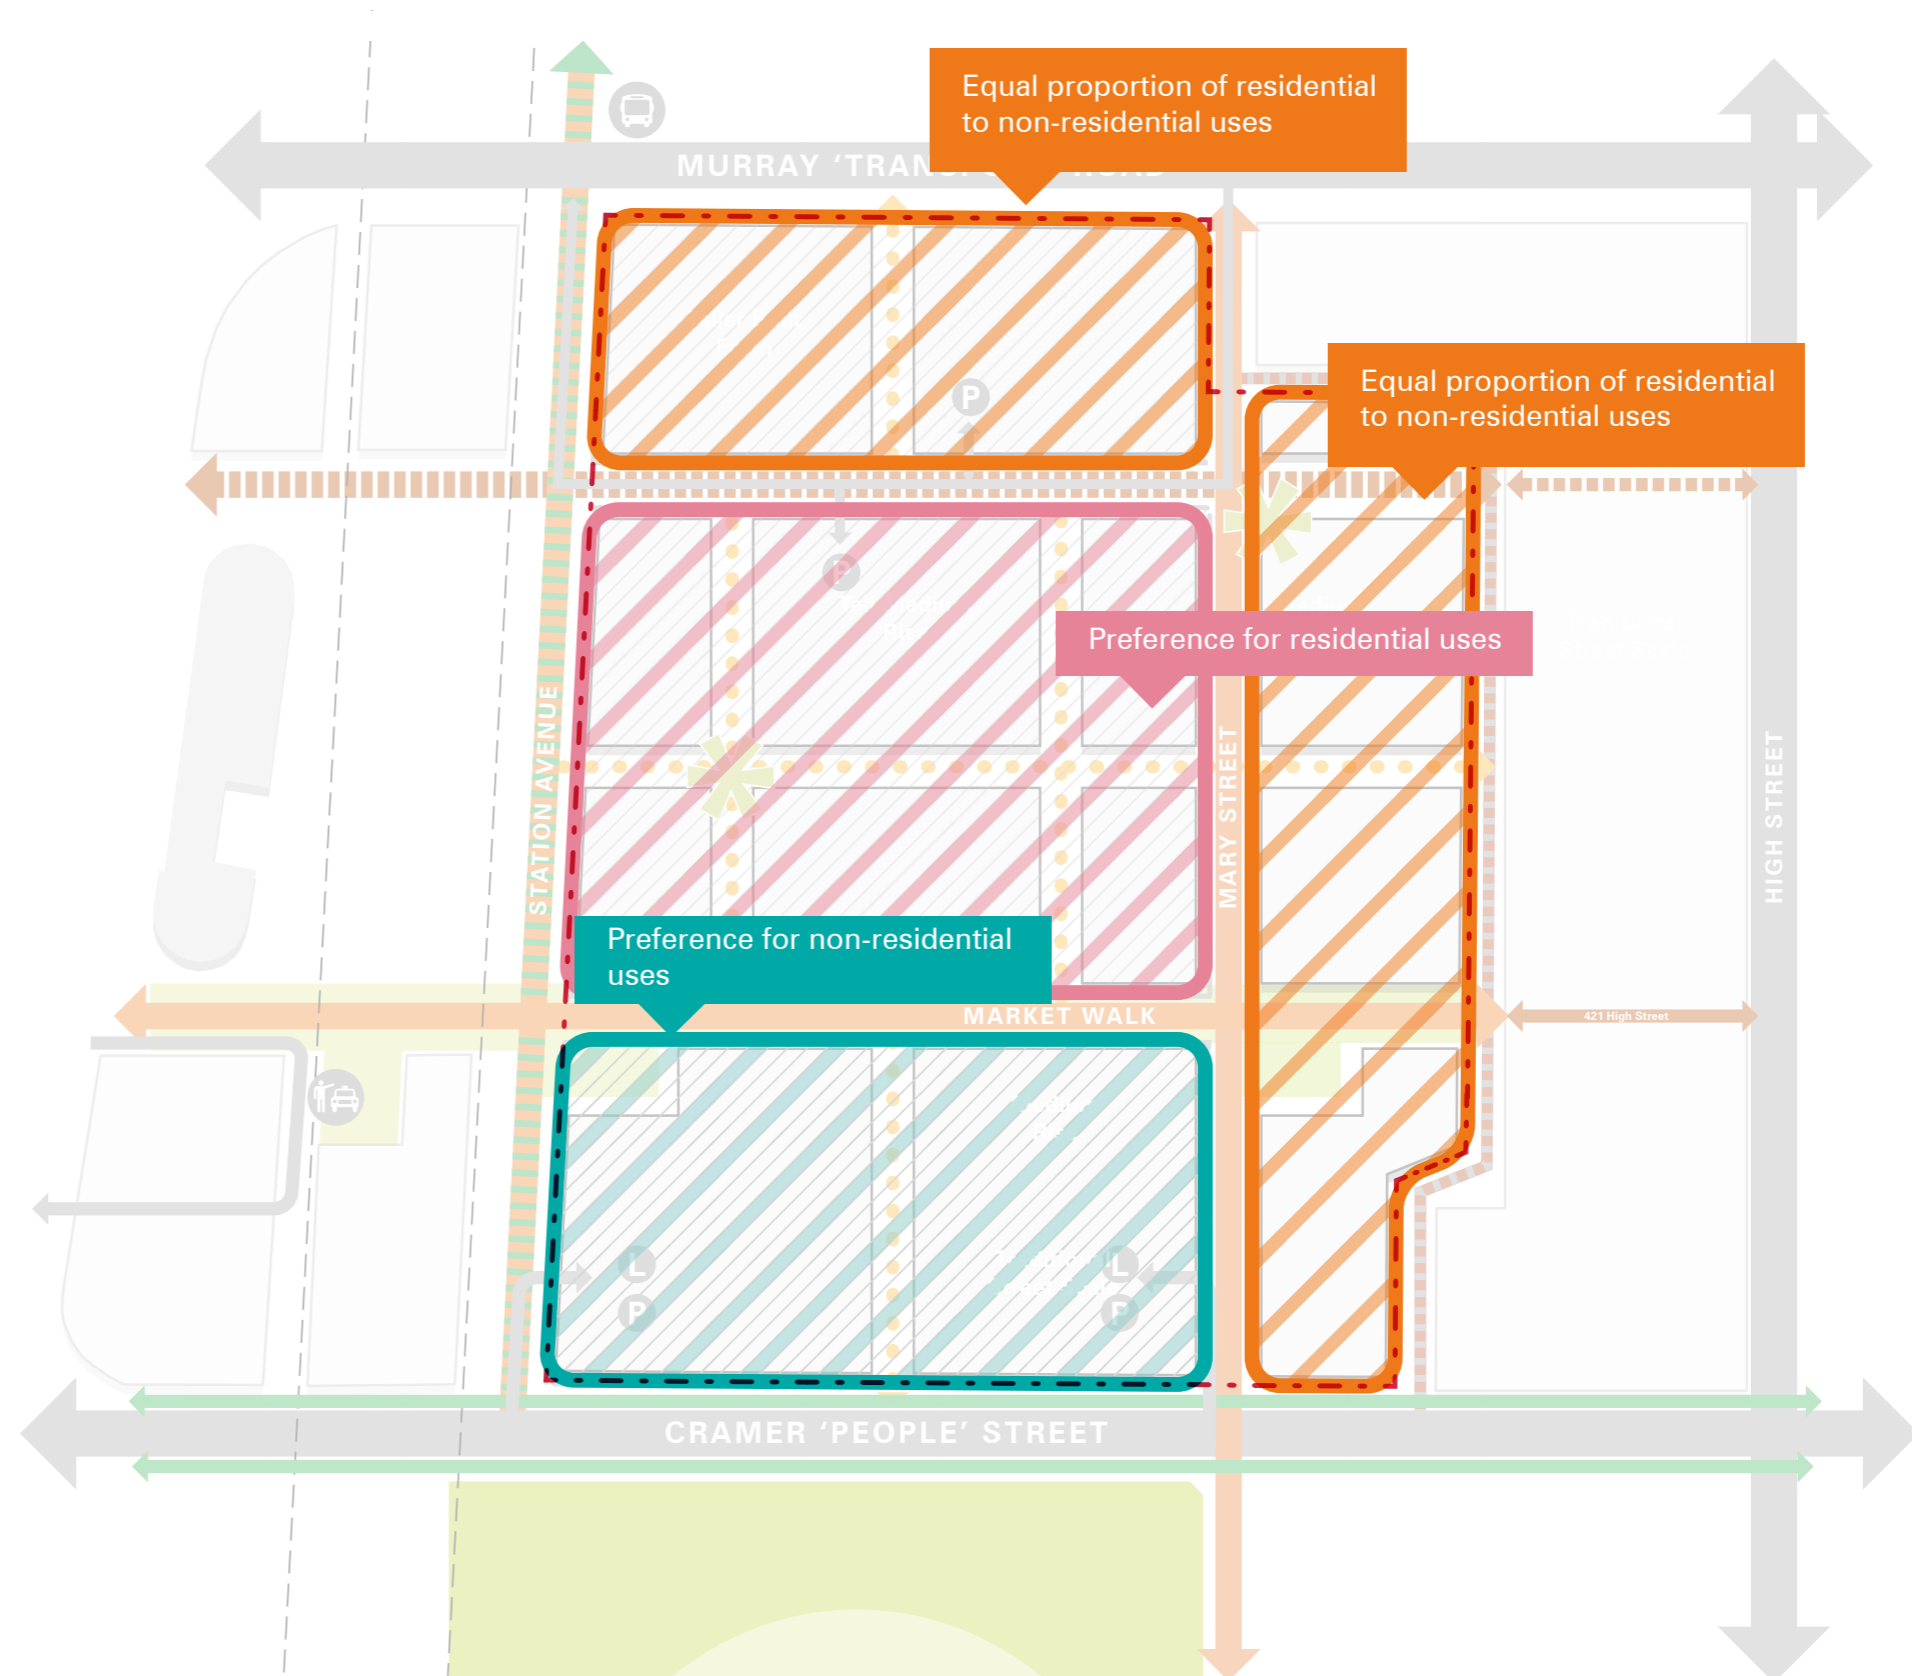 Equal proportion of residential
to non-residential uses
MURRAY ‘TRAN
ROAD
P
Equal proportion of residential
to non-residential uses
P
Preference for residential uses
STATION AVENUE
MARY STREET
HIGH STREET
Preference for non-residential
uses
MARKET WALK
421 High Street
L
P
L
P
CRAMER ‘PEOPLE’ STREET